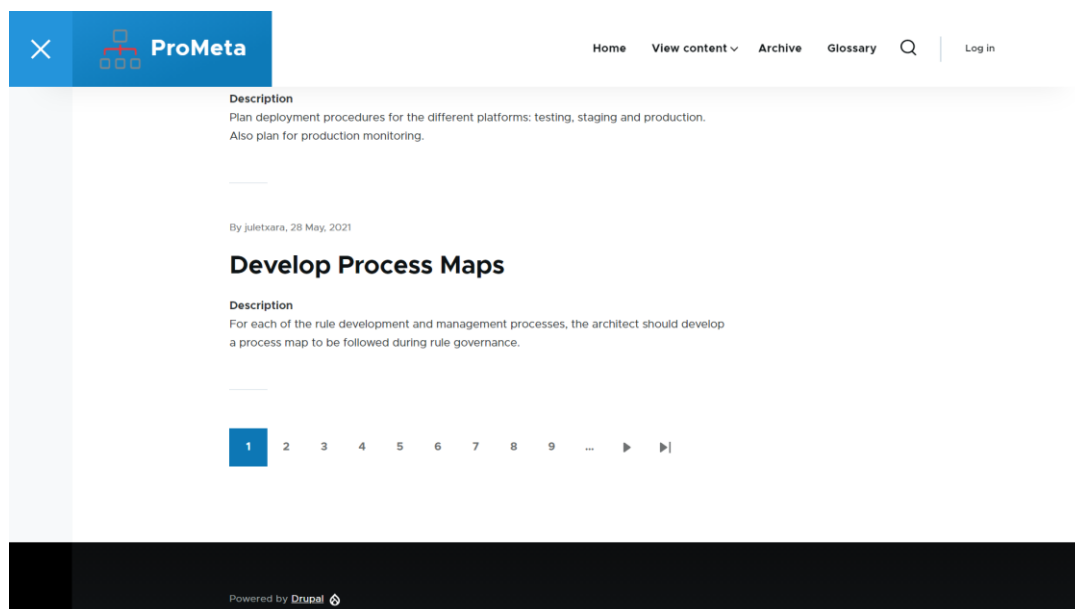 ProMeta
Home View content Archive Glossary Log in
Description
Plan deployment procedures for the different platforms: testing, staging and production.
Also plan for production monitoring.
By juletxara, 28 May, 2021
Develop Process Maps
Description
For each of the rule development and management processes, the architect should develop
a process map to be followed during rule governance.
1 2 3 4 5 6 7 8 9 ...
Powered by Drupal